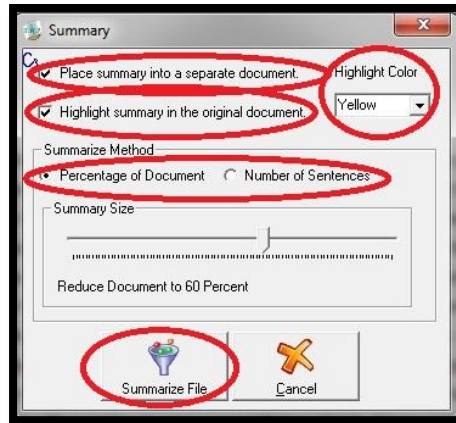 Summary
Place summary into a separate document.
Highlight Color
Highlight summary in the original document.
Yellow
Summarize Method
Percentage of Document
Number of Sentences
Summary Size
Reduce Document to 60 Percent
Summarize File
Cancel